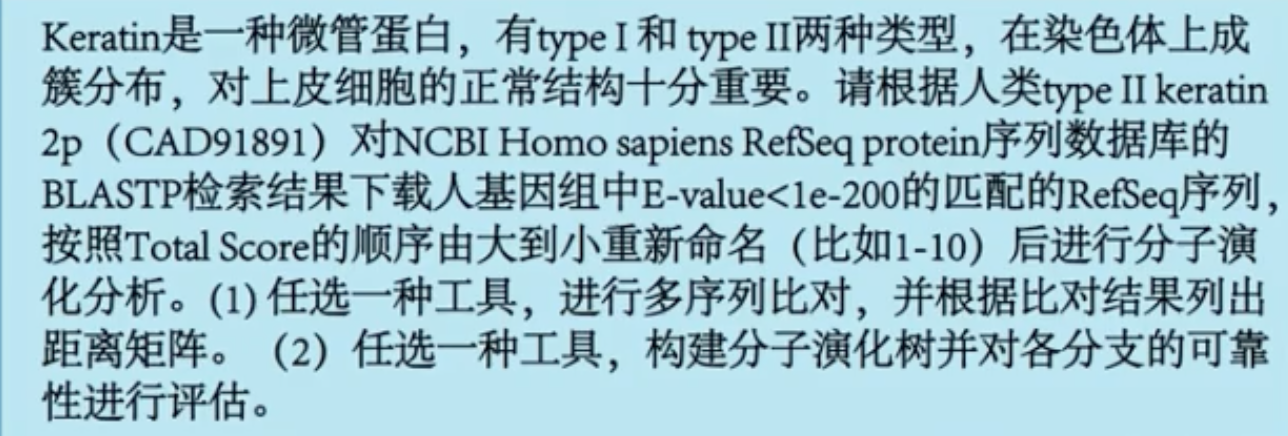 Keratin是一种微管蛋白，有type I 和 type II两种类型，在染色体上成
簇分布，对上皮细胞的正常结构十分重要。请根据人类type II keratin
2p（CAD91891）对NCBI Homo sapiens RefSeq protein序列数据库的
BLASTP检索结果下载人基因组中E-value<1e-200的匹配的RefSeq序列，
按照Total Score的顺序由大到小重新命名（比如1-10）后进行分子演
化分析。(1) 任选一种工具，进行多序列比对，并根据比对结果列出
距离矩阵。（2）任选一种工具，构建分子演化树并对各分支的可靠
性进行评估。